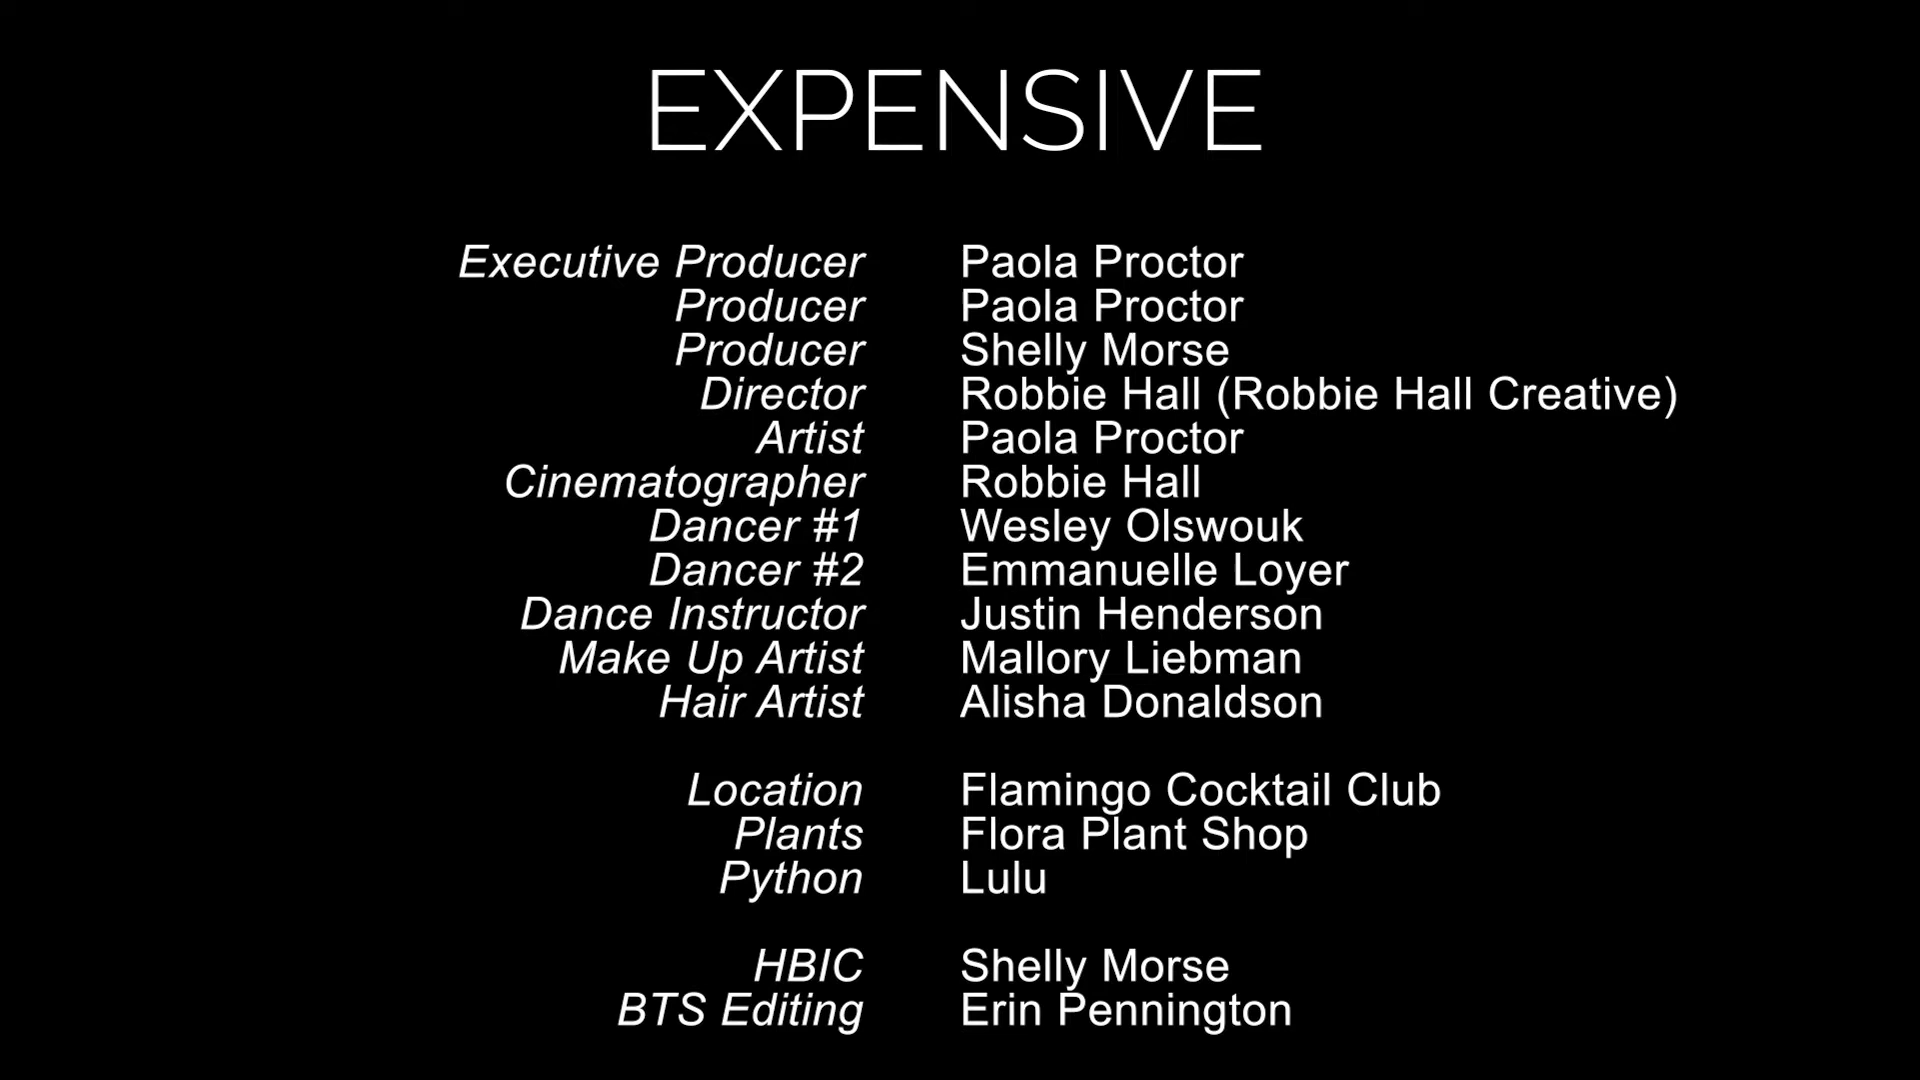 EXPENSIVE
Executive Producer Paola Proctor
Producer Paola Proctor
Producer Shelly Morse
Director Robbie Hall (Robbie Hall Creative)
Artist Paola Proctor
Cinematographer Robbie Hall
Dancer #1 Wesley Olswouk
Dancer #2 Emmanuelle Loyer
Dance Instructor Justin Henderson
Make Up Artist Mallory Liebman
Hair Artist Alisha Donaldson
Location Flamingo Cocktail Club
Plants Flora Plant Shop
Python Lulu
HBIC Shelly Morse
BTS Editing Erin Pennington